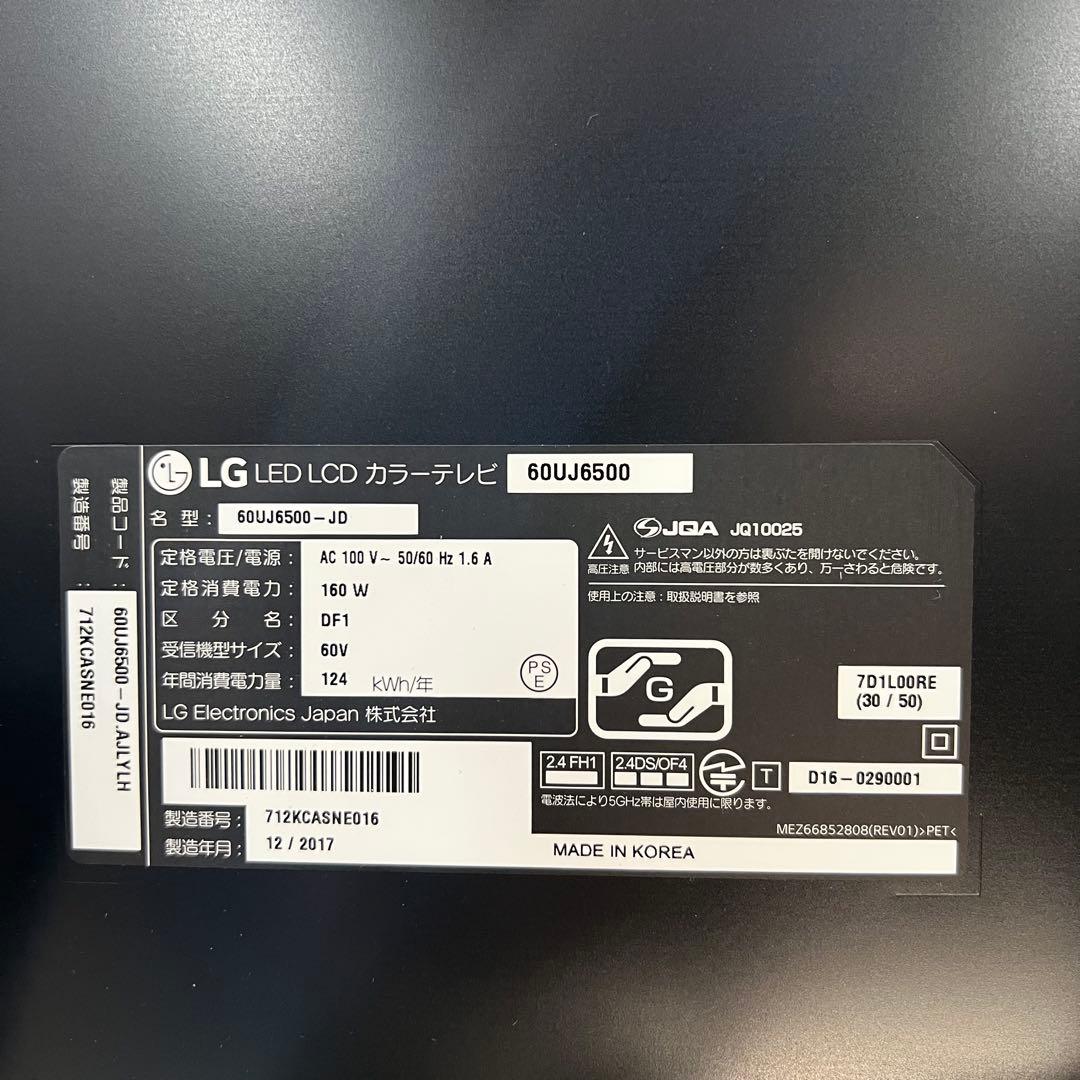 製品コード : 60UJ6500-JD.AJLYLH
製造番号 : 712KCASNE016
LG LED LCD カラーテレビ 60UJ6500
名 型 : 60UJ6500-JD
定格電圧/電源 : AC 100 V~ 50/60 Hz 1.6 A
定格消費電力 : 160 W
区 分 名 : DF1
受信機型サイズ : 60V
年間消費電力量 : 124 kWh/年
PS
E
LG Electronics Japan 株式会社
JQA JQ10025
高圧注意
サービスマン以外の方は裏ぶたを開けないでください。
内部には高電圧部分が数多くあり、万一さわると危険です。
使用上の注意 : 取扱説明書を参照
G
7D1L00RE
(30 / 50)
2.4 FH1
2.4DS/OF4
T
D16-0290001
電波法により5GHz帯は屋内使用に限ります。
MEZ66852808(REV01)>PET<
製造番号 : 712KCASNE016
製造年月 : 12 / 2017
MADE IN KOREA